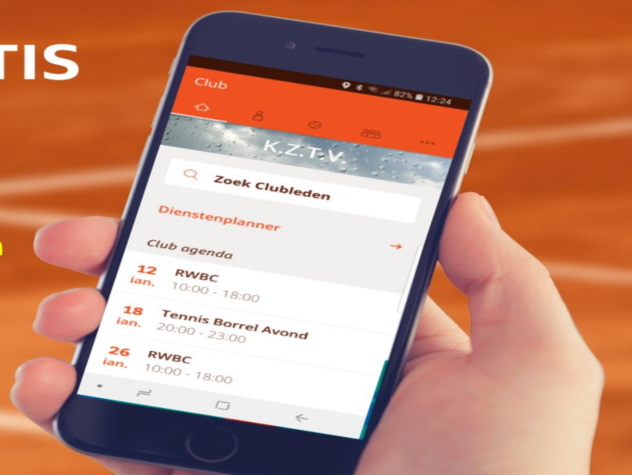 TIS
Club
82% 12:24
K.Z.T.V.
Zoek Clubleden
Dienstenplanner
Club agenda
12 RWBC
jan. 10:00 - 18:00
18 Tennis Borrel Avond
jan. 20:00 - 23:00
26 RWBC
jan. 10:00 - 18:00